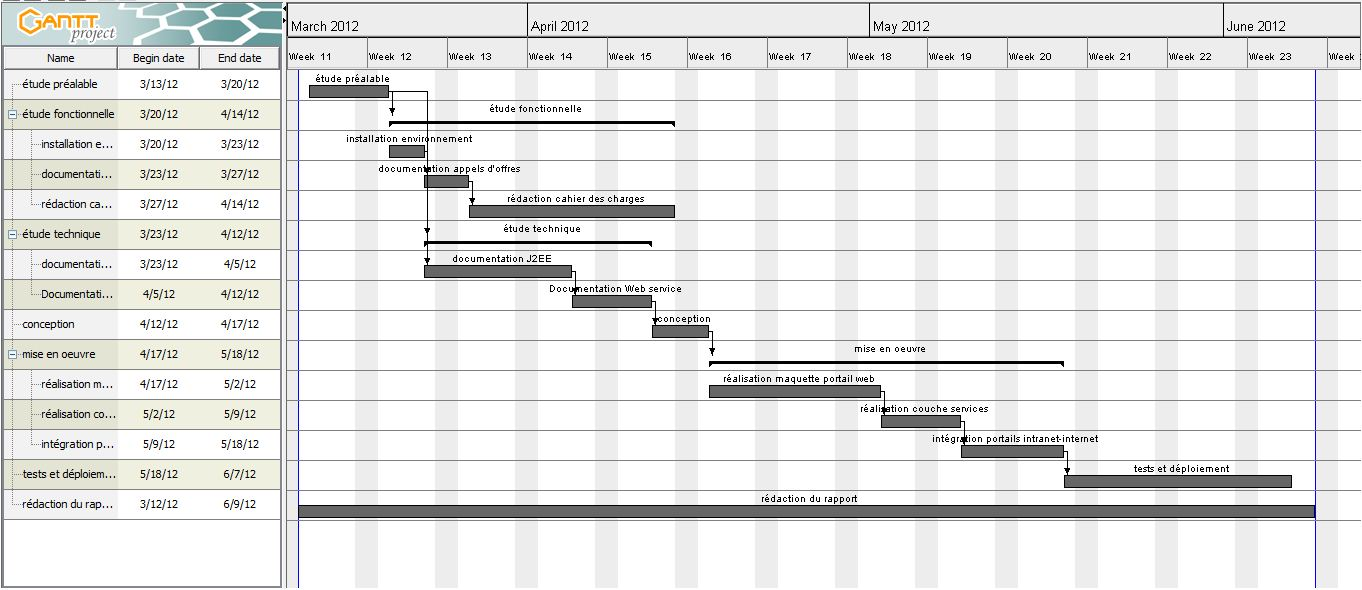 GANTT project
March 2012 April 2012 May 2012 June 2012
Name Begin date End date
Week 11 Week 12 Week 13 Week 14 Week 15 Week 16 Week 17 Week 18 Week 19 Week 20 Week 21 Week 22 Week 23 Week
étude préalable 3/13/12 3/20/12 étude préalable
étude fonctionnelle 3/20/12 4/14/12 étude fonctionnelle
installation e... 3/20/12 3/23/12 installation environnement
documentati... 3/23/12 3/27/12 documentation appels d'offres
rédaction ca... 3/27/12 4/14/12 rédaction cahier des charges
étude technique 3/23/12 4/12/12 étude technique
documentati... 3/23/12 4/5/12 documentation J2EE
Documentati... 4/5/12 4/12/12 Documentation Web service
conception 4/12/12 4/17/12 conception
mise en oeuvre 4/17/12 5/18/12 mise en oeuvre
réalisation m... 4/17/12 5/2/12 réalisation maquette portail web
réalisation co... 5/2/12 5/9/12 réalisation couche services
intégration p... 5/9/12 5/18/12 intégration portails intranet-internet
tests et déploiem... 5/18/12 6/7/12 tests et déploiement
rédaction du rap... 3/12/12 6/9/12 rédaction du rapport